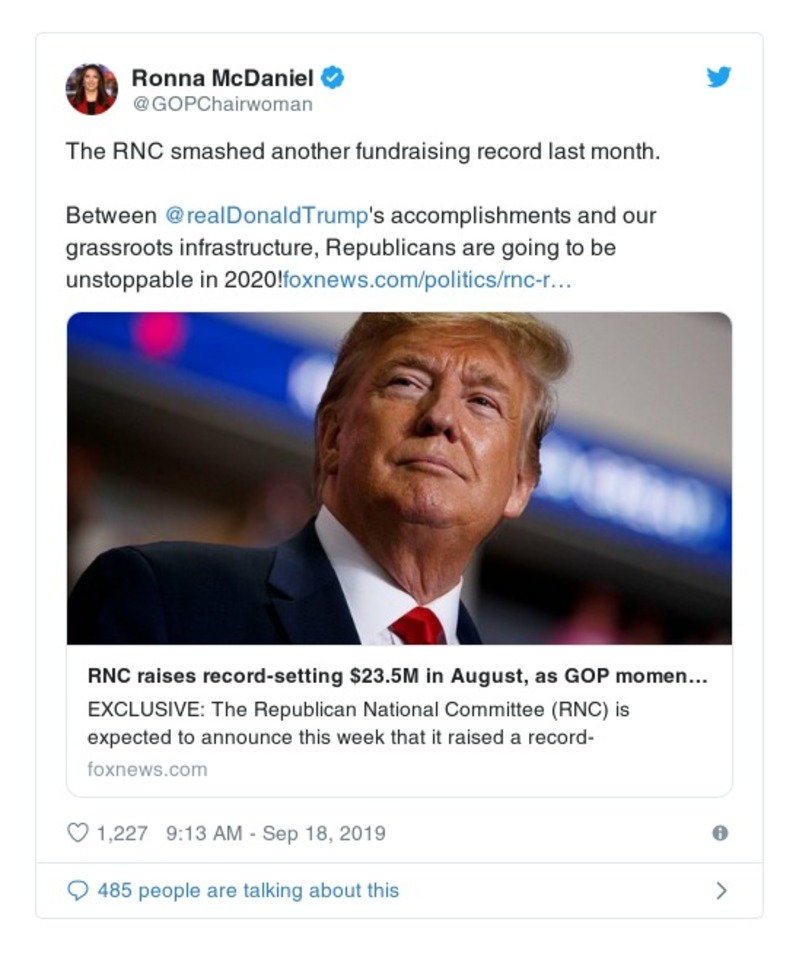 Ronna McDaniel
@GOPChairwoman
The RNC smashed another fundraising record last month.
Between @realDonaldTrump's accomplishments and our
grassroots infrastructure, Republicans are going to be
unstoppable in 2020!foxnews.com/politics/rnc-r…
RNC raises record-setting $23.5M in August, as GOP momen...
EXCLUSIVE: The Republican National Committee (RNC) is
expected to announce this week that it raised a record-
foxnews.com
1,227 9:13 AM - Sep 18, 2019
485 people are talking about this